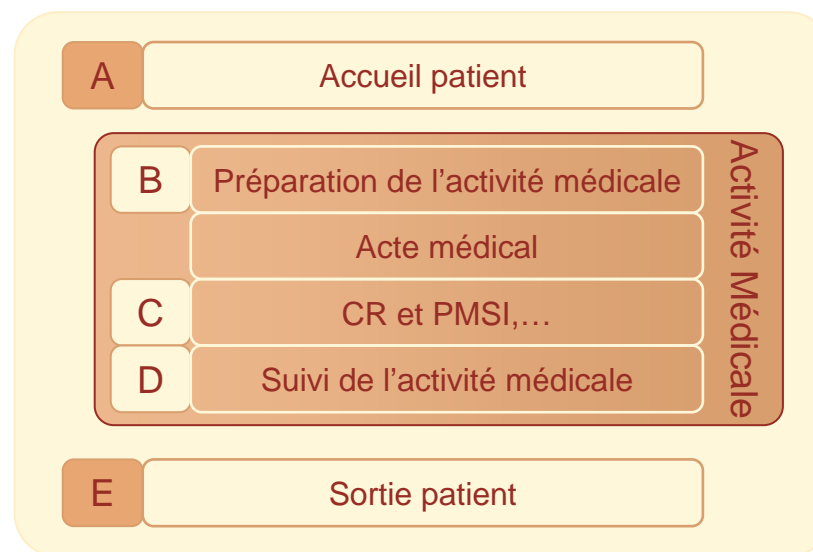 A Accueil patient
B Préparation de l’activité médicale
Acte médical
C CR et PMSI,…
D Suivi de l’activité médicale
Activité Médicale
E Sortie patient